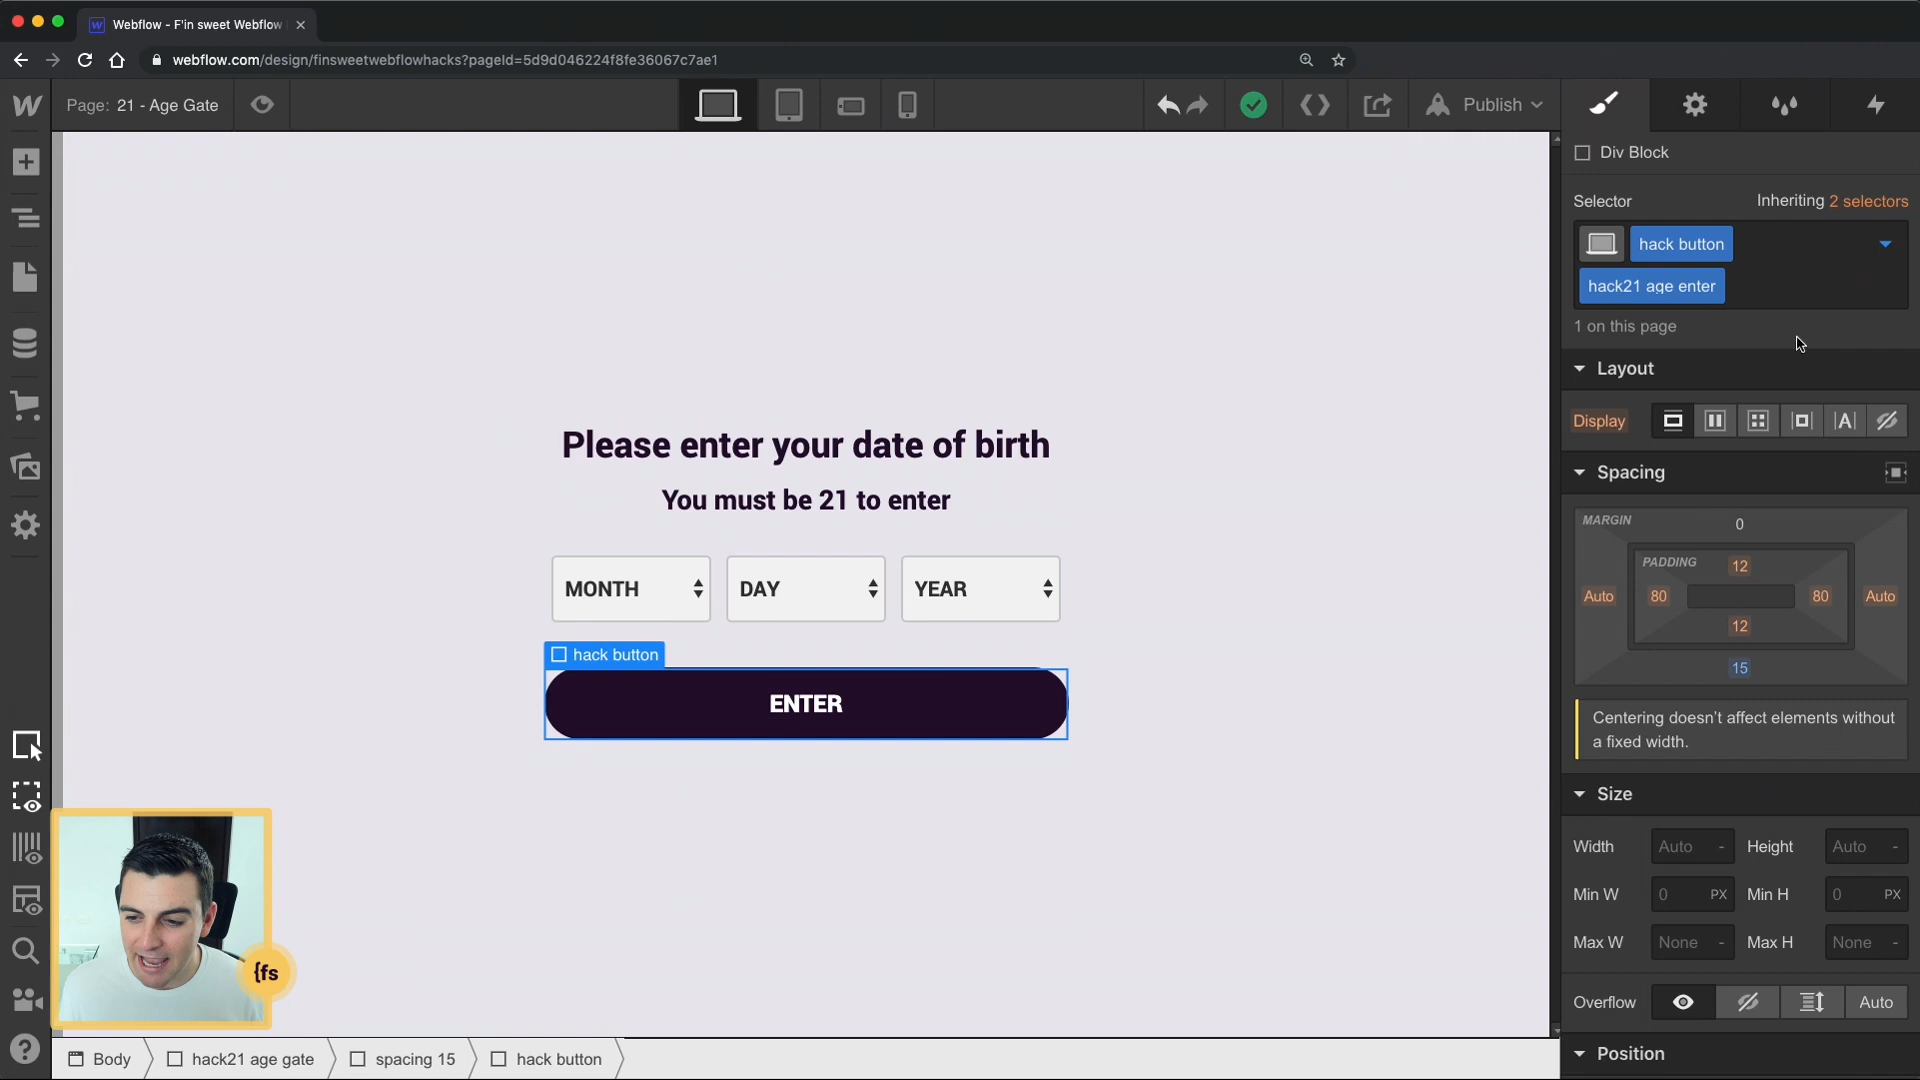 Webflow - F'in sweet Webflow
webflow.com/design/finsweetwebflowhacks?pageId=5d9d046224f8fe36067c7ae1
Page: 21 - Age Gate
Publish
Div Block
Selector
Inheriting 2 selectors
hack button
hack21 age enter
1 on this page
Layout
Display
Spacing
MARGIN
0
PADDING
12
Auto
80
80
Auto
12
15
Centering doesn't affect elements without
a fixed width.
Size
Width
Auto
-
Height
Auto
-
Min W
0
PX
Min H
0
PX
Max W
None
-
Max H
None
-
Overflow
Auto
Position
Please enter your date of birth
You must be 21 to enter
MONTH
DAY
YEAR
hack button
ENTER
{fs
Body
hack21 age gate
spacing 15
hack button